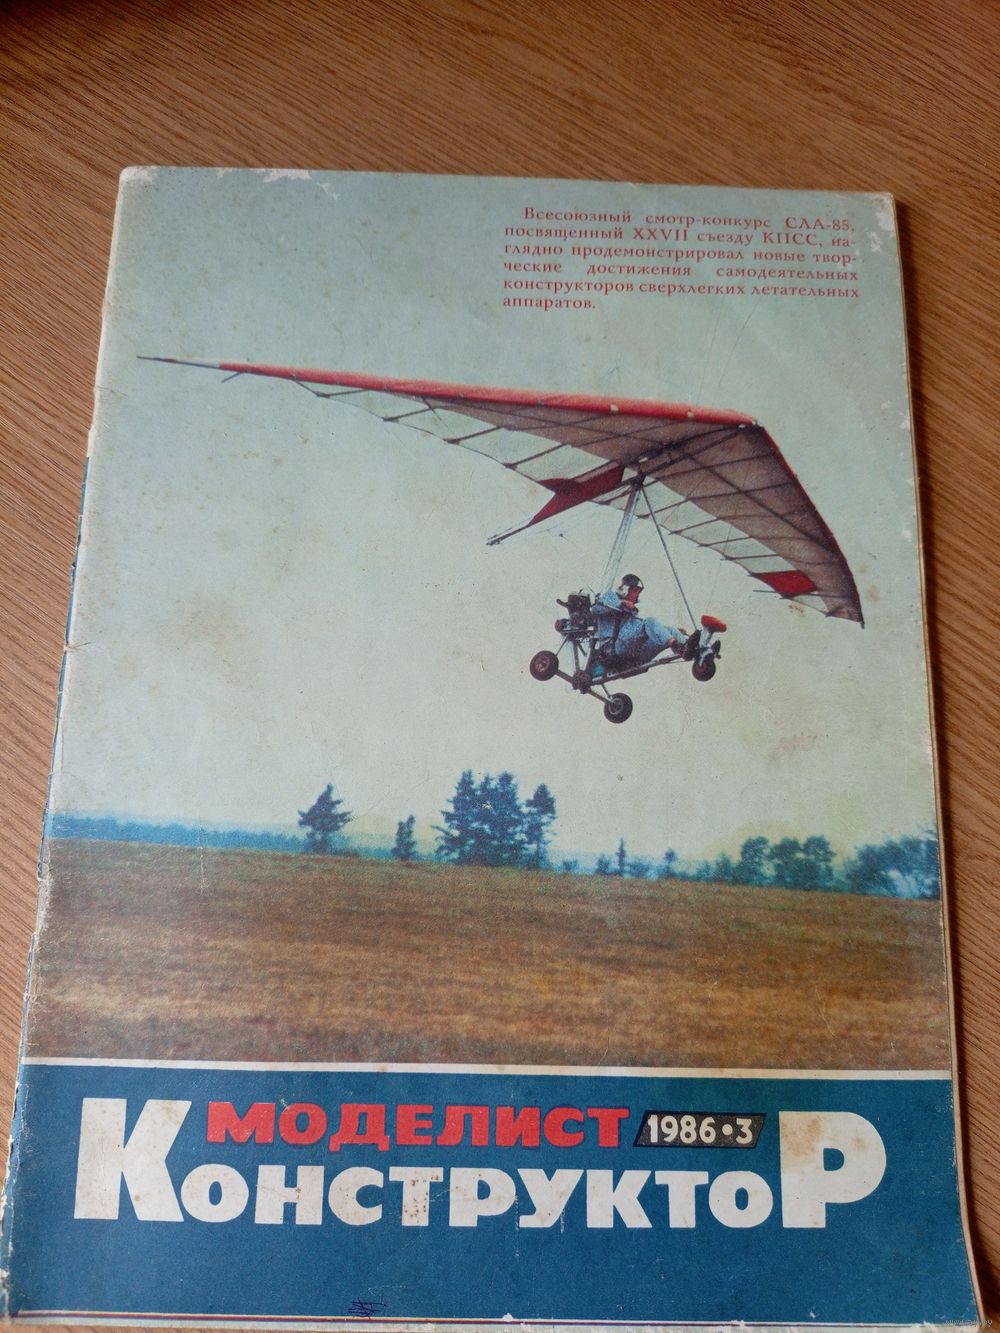 Всесоюзный смотр-конкурс СЛА-85,
посвященный XXVII съезду КПСС, на-
глядно продемонстрировал новые твор-
ческие достижения самодеятельных
конструкторов сверхлегких летательных
аппаратов.
МОДЕЛИСТ 1986•3
КОНСТРУКТОР